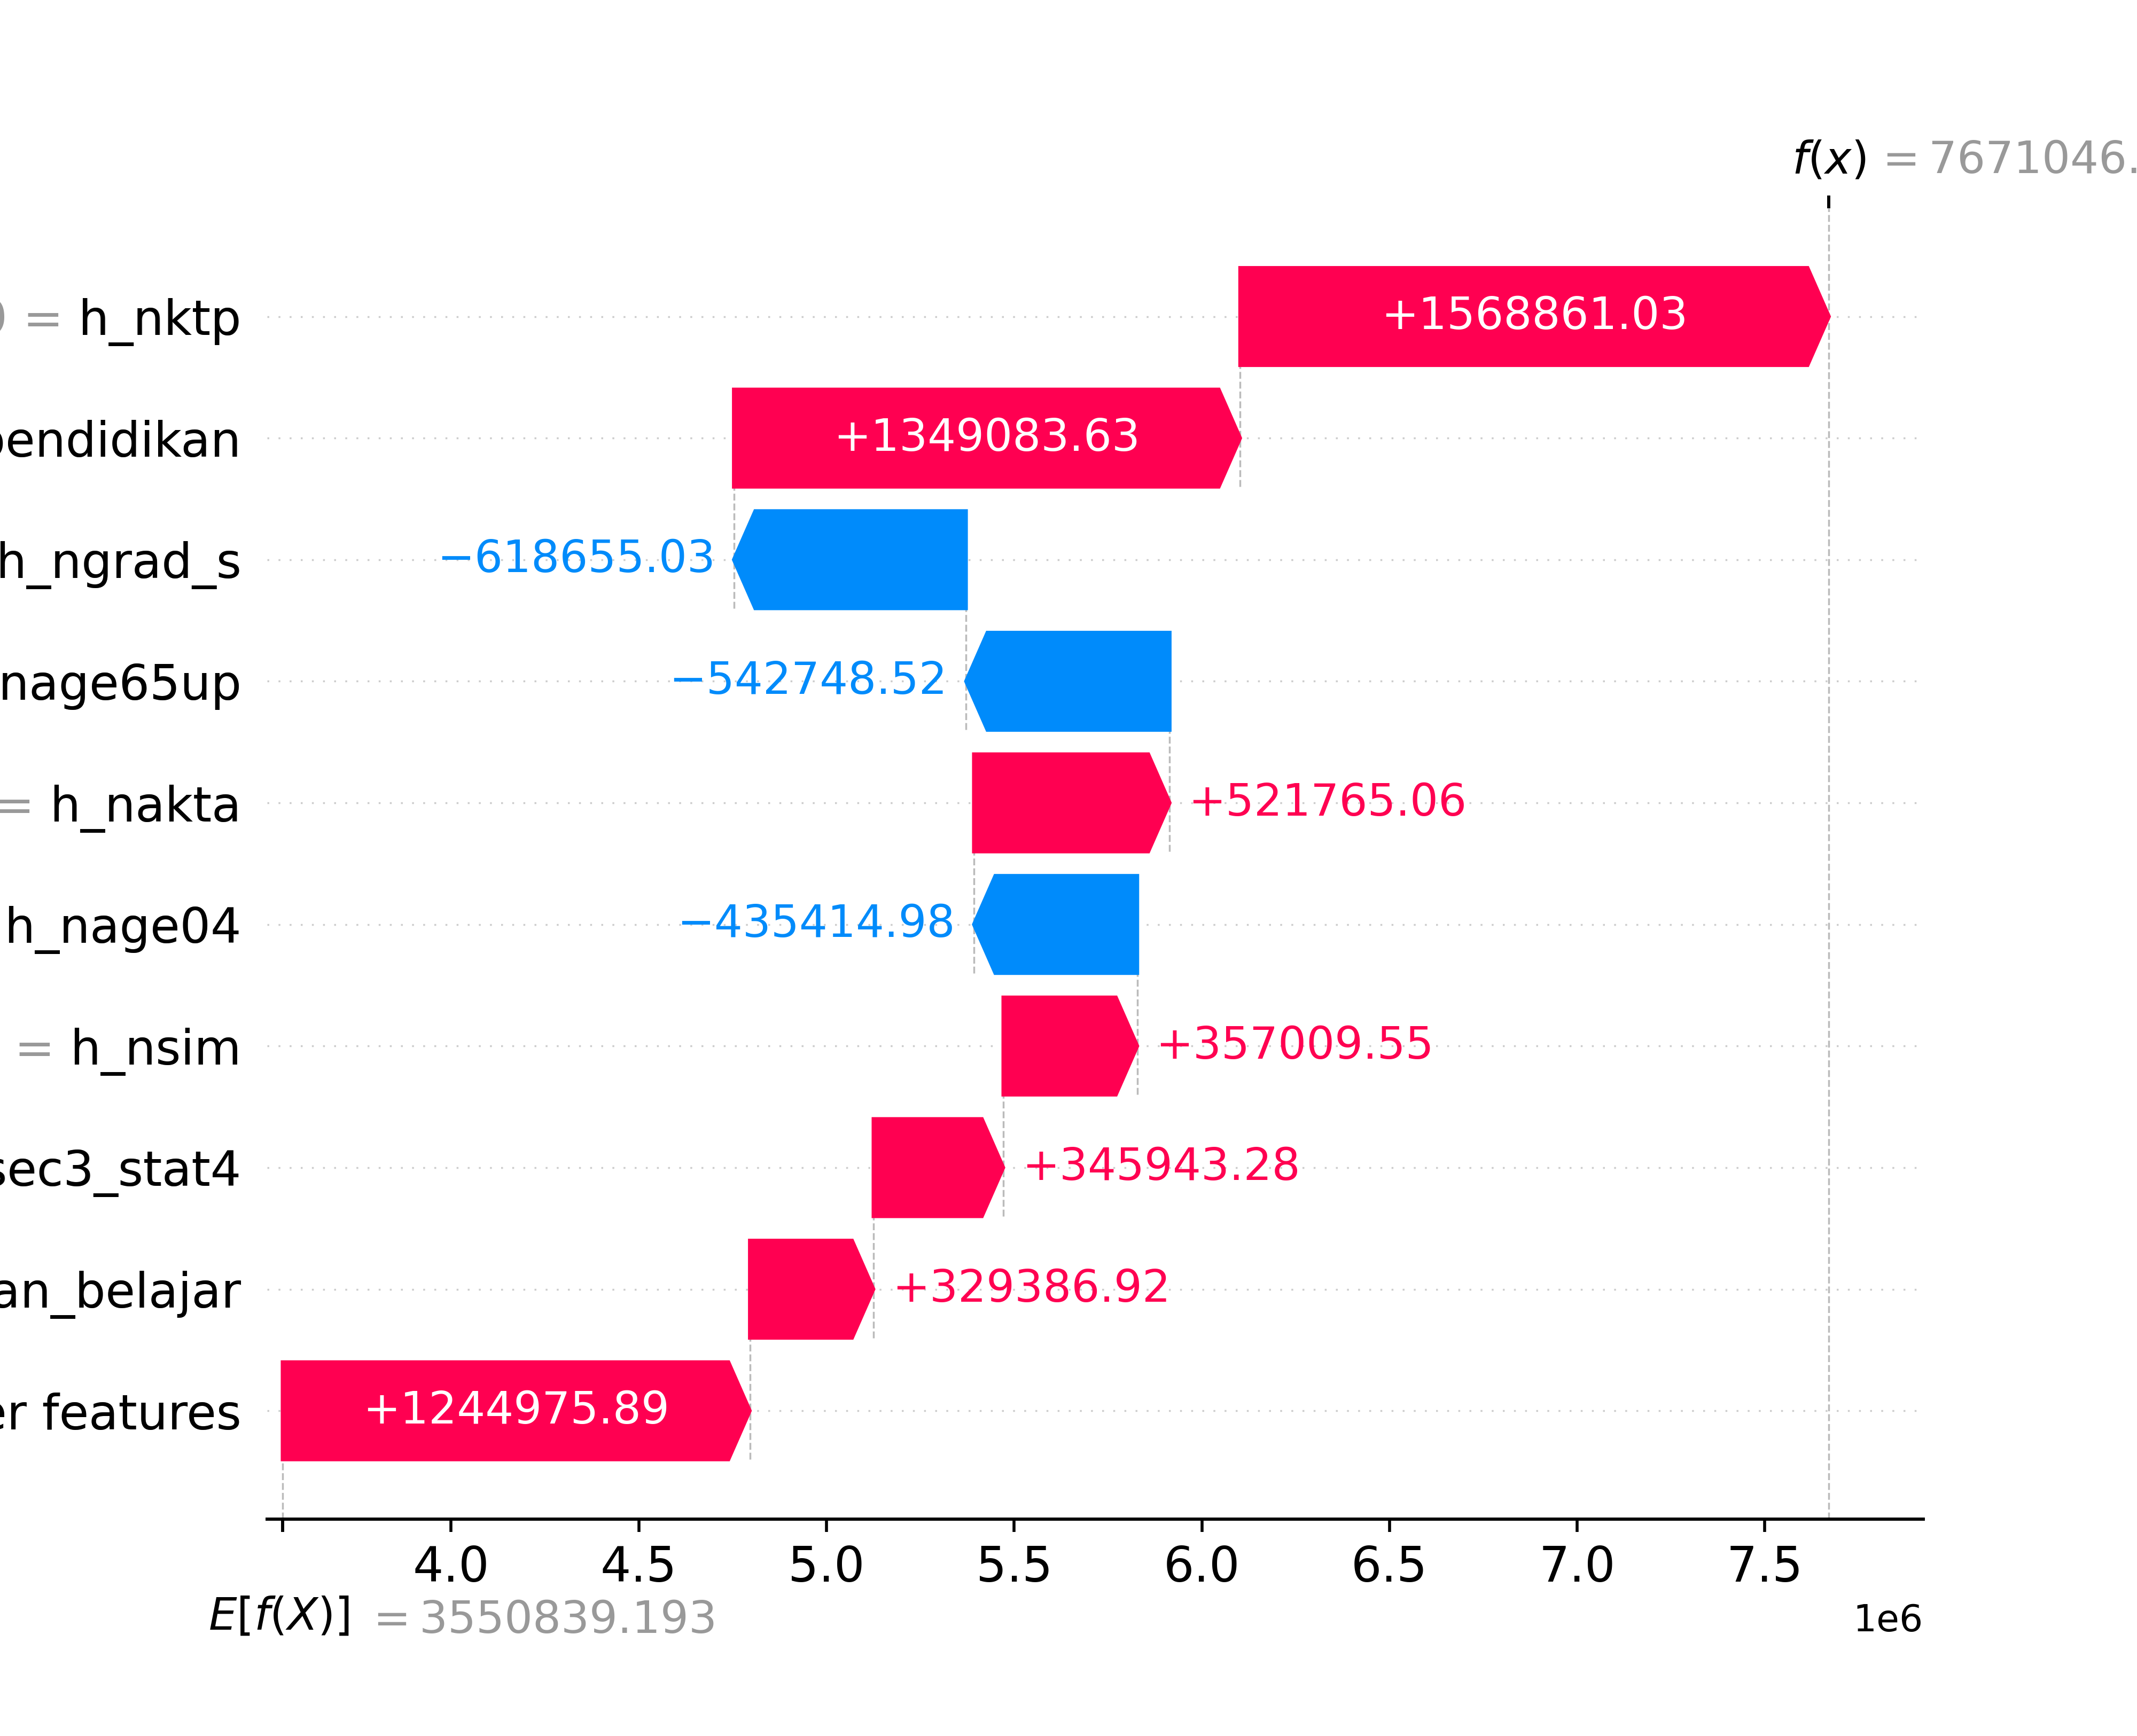 f(x) = 7671046.
= h_nktp
+1568861.03
pendidikan
+1349083.63
h_ngrad_s
−618655.03
nage65up
−542748.52
= h_nakta
+521765.06
h_nage04
−435414.98
= h_nsim
+357009.55
sec3_stat4
+345943.28
an_belajar
+329386.92
er features
+1244975.89
4.0 4.5 5.0 5.5 6.0 6.5 7.0 7.5
E[f(X)] = 3550839.193
1e6